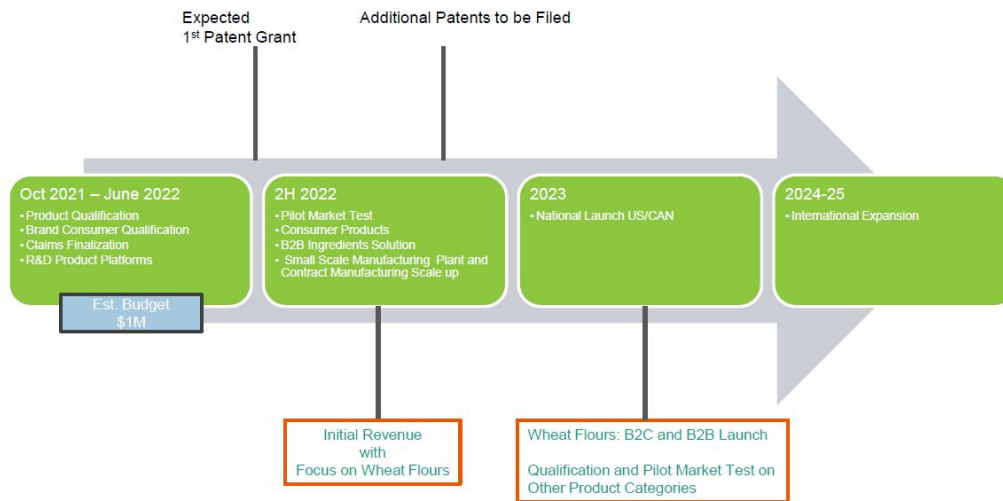 Expected
1st Patent Grant
Additional Patents to be Filed
Oct 2021 – June 2022
• Product Qualification
• Brand Consumer Qualification
• Claims Finalization
• R&D Product Platforms
Est. Budget
$1M
2H 2022
• Pilot Market Test
• Consumer Products
• B2B Ingredients Solution
• Small Scale Manufacturing Plant and
Contract Manufacturing Scale up
2023
• National Launch US/CAN
2024-25
• International Expansion
Initial Revenue
with
Focus on Wheat Flours
Wheat Flours: B2C and B2B Launch
Qualification and Pilot Market Test on
Other Product Categories